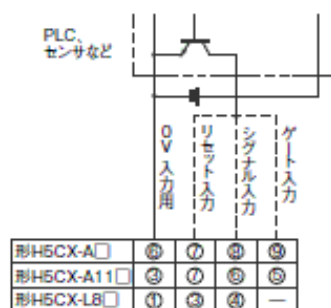 PLC、
センサなど
0V 入力用
リセット入力
シグナル入力
ゲート入力
形H5CX-A□ ⑥ ⑦ ⑧ ⑨
形H5CX-A11□ ③ ⑦ ⑥ ⑤
形H5CX-L8□ ① ③ ④ —